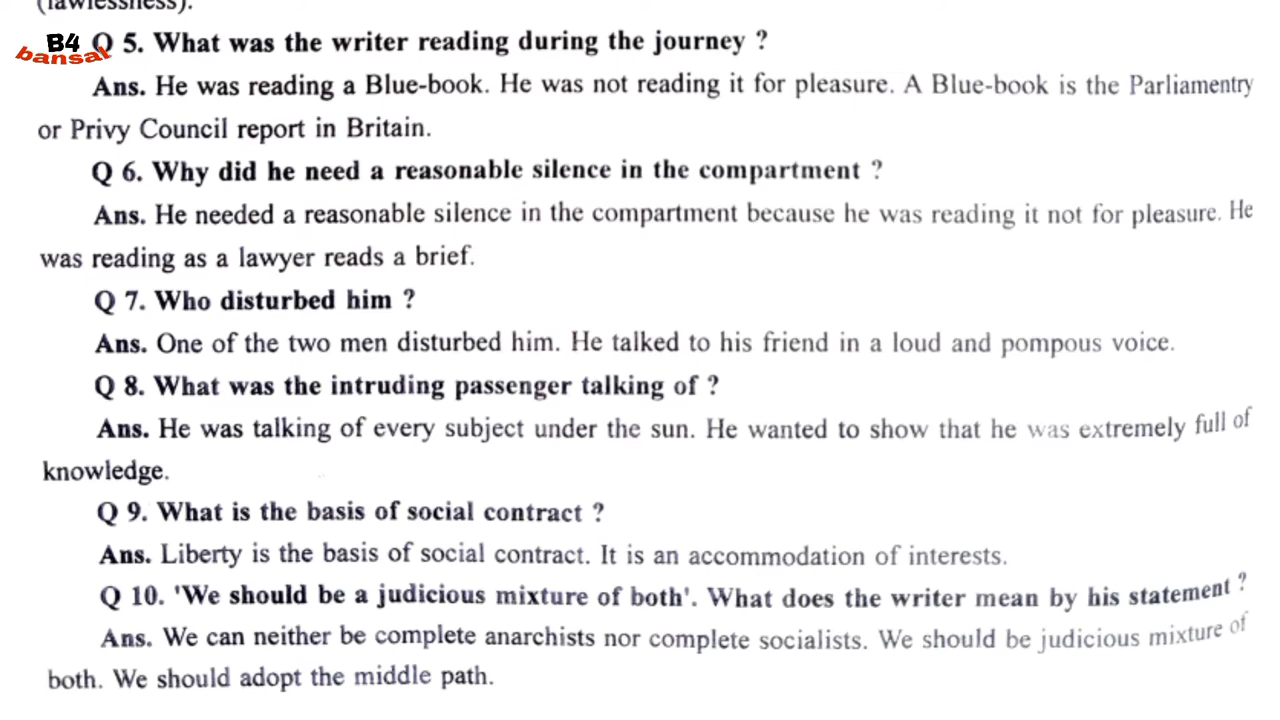 (lawlessness).
B4
bansal
Q 5. What was the writer reading during the journey ?
Ans. He was reading a Blue-book. He was not reading it for pleasure. A Blue-book is the Parliamentry
or Privy Council report in Britain.
Q 6. Why did he need a reasonable silence in the compartment ?
Ans. He needed a reasonable silence in the compartment because he was reading it not for pleasure. He
was reading as a lawyer reads a brief.
Q 7. Who disturbed him ?
Ans. One of the two men disturbed him. He talked to his friend in a loud and pompous voice.
Q 8. What was the intruding passenger talking of ?
Ans. He was talking of every subject under the sun. He wanted to show that he was extremely full of
knowledge.
Q 9. What is the basis of social contract ?
Ans. Liberty is the basis of social contract. It is an accommodation of interests.
Q 10. 'We should be a judicious mixture of both'. What does the writer mean by his statement ?
Ans. We can neither be complete anarchists nor complete socialists. We should be judicious mixture of
both. We should adopt the middle path.